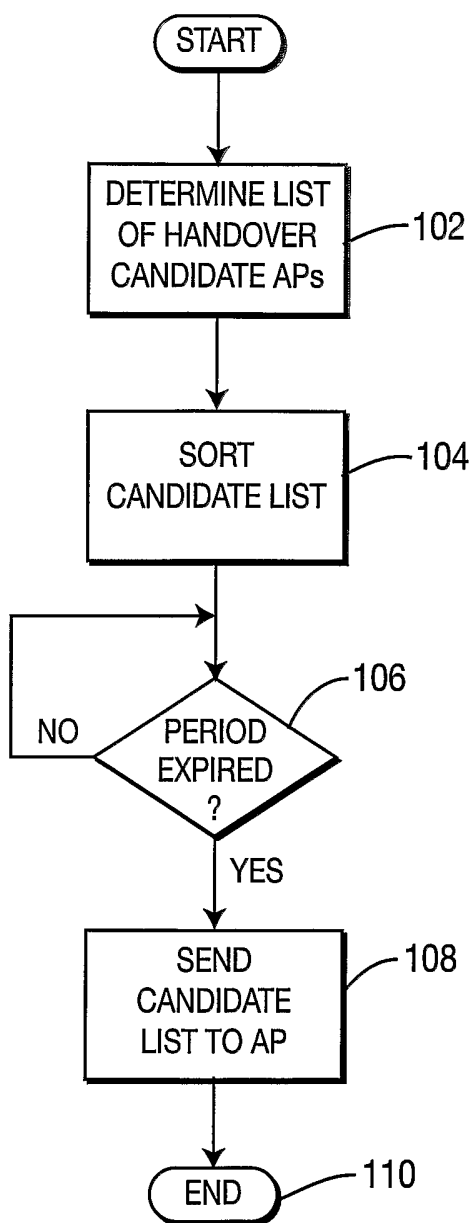 START
DETERMINE LIST
OF HANDOVER
CANDIDATE APs
102
SORT
CANDIDATE LIST
104
106
NO
PERIOD
EXPIRED
?
YES
SEND
CANDIDATE
LIST TO AP
108
END
110